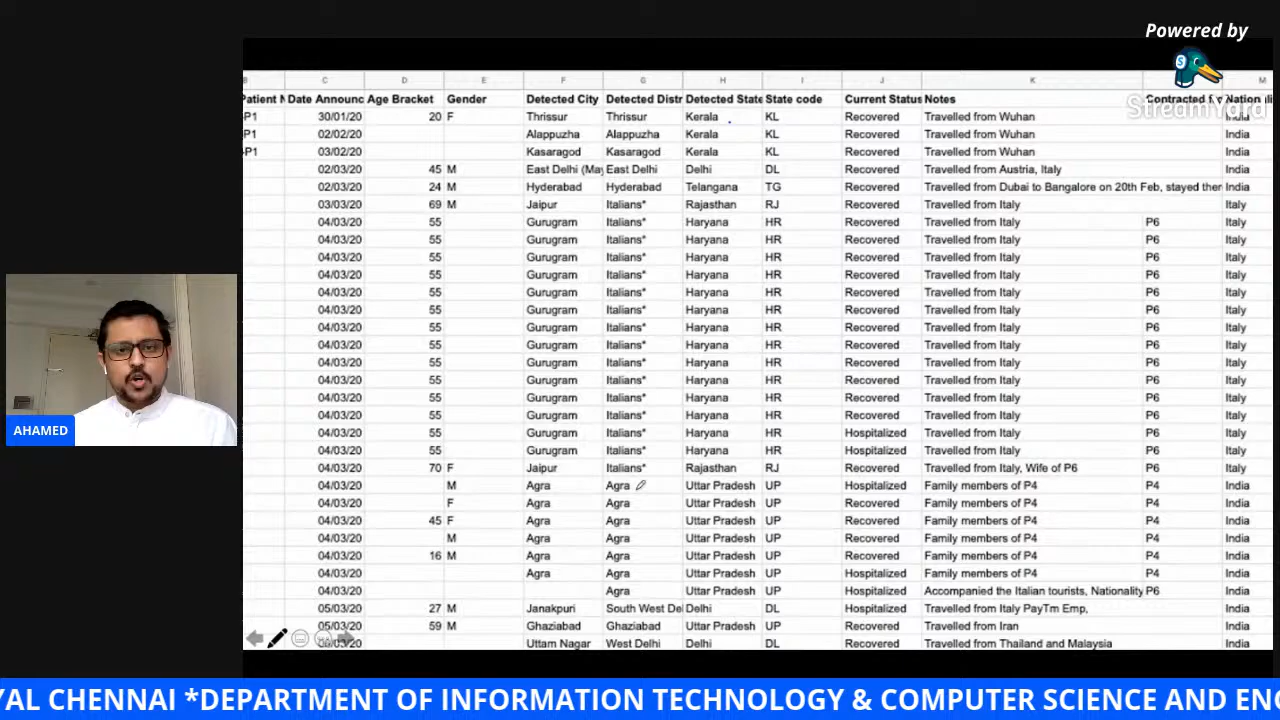 Powered by
StreamYard
B C D E F G H I J K M
Patient N Date Announc Age Bracket Gender Detected City Detected Distr Detected State State code Current Status Notes Contracted fr Nationali
P1 30/01/20 20 F Thrissur Thrissur Kerala KL Recovered Travelled from Wuhan India
P1 02/02/20 Alappuzha Alappuzha Kerala KL Recovered Travelled from Wuhan India
-P1 03/02/20 Kasaragod Kasaragod Kerala KL Recovered Travelled from Wuhan India
02/03/20 45 M East Delhi (May East Delhi Delhi DL Recovered Travelled from Austria, Italy India
02/03/20 24 M Hyderabad Hyderabad Telangana TG Recovered Travelled from Dubai to Bangalore on 20th Feb, stayed ther India
03/03/20 69 M Jaipur Italians* Rajasthan RJ Recovered Travelled from Italy Italy
04/03/20 55 Gurugram Italians* Haryana HR Recovered Travelled from Italy P6 Italy
04/03/20 55 Gurugram Italians* Haryana HR Recovered Travelled from Italy P6 Italy
04/03/20 55 Gurugram Italians* Haryana HR Recovered Travelled from Italy P6 Italy
04/03/20 55 Gurugram Italians* Haryana HR Recovered Travelled from Italy P6 Italy
04/03/20 55 Gurugram Italians* Haryana HR Recovered Travelled from Italy P6 Italy
04/03/20 55 Gurugram Italians* Haryana HR Recovered Travelled from Italy P6 Italy
04/03/20 55 Gurugram Italians* Haryana HR Recovered Travelled from Italy P6 Italy
04/03/20 55 Gurugram Italians* Haryana HR Recovered Travelled from Italy P6 Italy
04/03/20 55 Gurugram Italians* Haryana HR Recovered Travelled from Italy P6 Italy
04/03/20 55 Gurugram Italians* Haryana HR Recovered Travelled from Italy P6 Italy
04/03/20 55 Gurugram Italians* Haryana HR Recovered Travelled from Italy P6 Italy
04/03/20 55 Gurugram Italians* Haryana HR Recovered Travelled from Italy P6 Italy
04/03/20 55 Gurugram Italians* Haryana HR Hospitalized Travelled from Italy P6 Italy
04/03/20 55 Gurugram Italians* Haryana HR Hospitalized Travelled from Italy P6 Italy
04/03/20 70 F Jaipur Italians* Rajasthan RJ Recovered Travelled from Italy, Wife of P6 Italy
04/03/20 M Agra Agra Uttar Pradesh UP Hospitalized Family members of P4 P4 India
04/03/20 F Agra Agra Uttar Pradesh UP Recovered Family members of P4 P4 India
04/03/20 45 F Agra Agra Uttar Pradesh UP Recovered Family members of P4 P4 India
04/03/20 M Agra Agra Uttar Pradesh UP Recovered Family members of P4 P4 India
04/03/20 16 M Agra Agra Uttar Pradesh UP Recovered Family members of P4 P4 India
04/03/20 Agra Agra Uttar Pradesh UP Hospitalized Family members of P4 P4 India
04/03/20 Agra Uttar Pradesh UP Hospitalized Accompanied the Italian tourists, Nationality P6 India
05/03/20 27 M Janakpuri South West De Delhi DL Hospitalized Travelled from Italy PayTm Emp, India
05/03/20 59 M Ghaziabad Ghaziabad Uttar Pradesh UP Recovered Travelled from Iran India
Uttam Nagar West Delhi Delhi DL Recovered Travelled from Thailand and Malaysia India
AHAMED
YAL CHENNAI *DEPARTMENT OF INFORMATION TECHNOLOGY & COMPUTER SCIENCE AND ENG